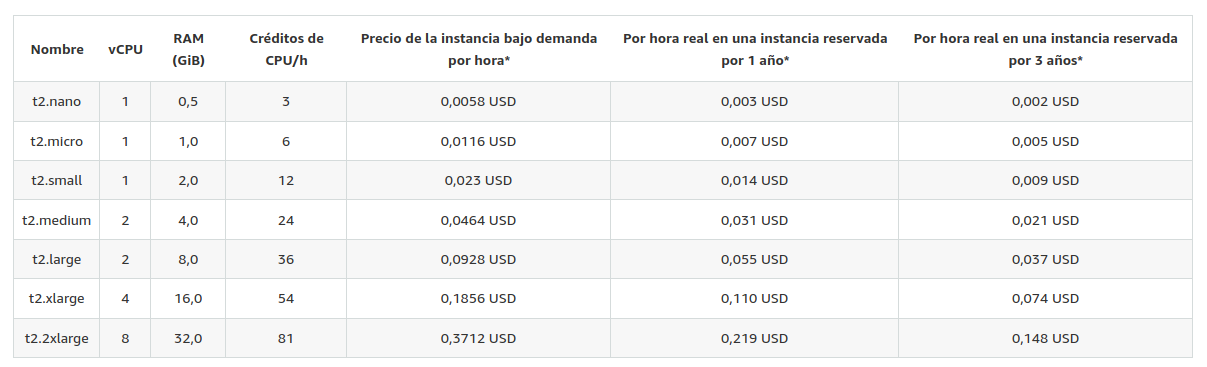 Nombre vCPU RAM (GiB) Créditos de CPU/h Precio de la instancia bajo demanda por hora* Por hora real en una instancia reservada por 1 año* Por hora real en una instancia reservada por 3 años*
t2.nano 1 0,5 3 0,0058 USD 0,003 USD 0,002 USD
t2.micro 1 1,0 6 0,0116 USD 0,007 USD 0,005 USD
t2.small 1 2,0 12 0,023 USD 0,014 USD 0,009 USD
t2.medium 2 4,0 24 0,0464 USD 0,031 USD 0,021 USD
t2.large 2 8,0 36 0,0928 USD 0,055 USD 0,037 USD
t2.xlarge 4 16,0 54 0,1856 USD 0,110 USD 0,074 USD
t2.2xlarge 8 32,0 81 0,3712 USD 0,219 USD 0,148 USD